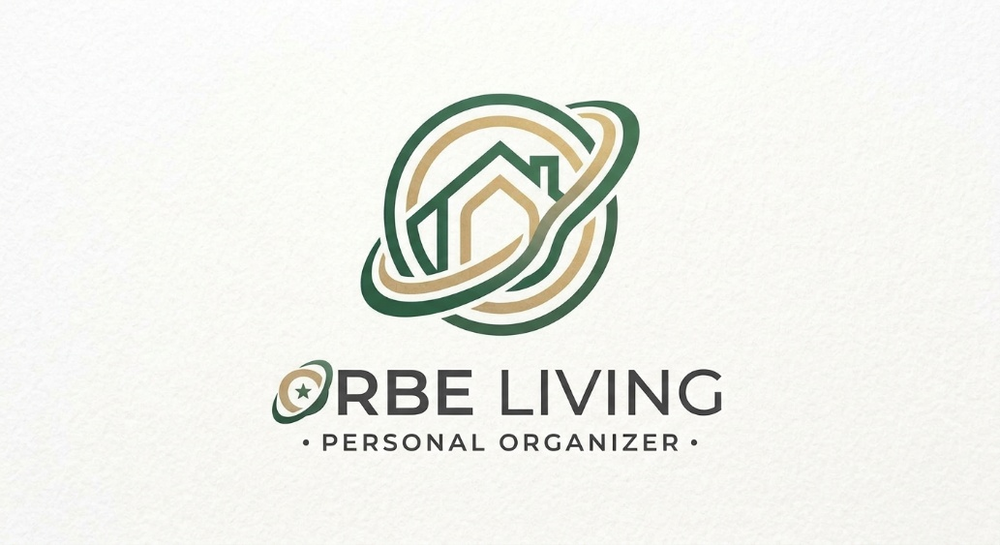 ORBE LIVING
• PERSONAL ORGANIZER •